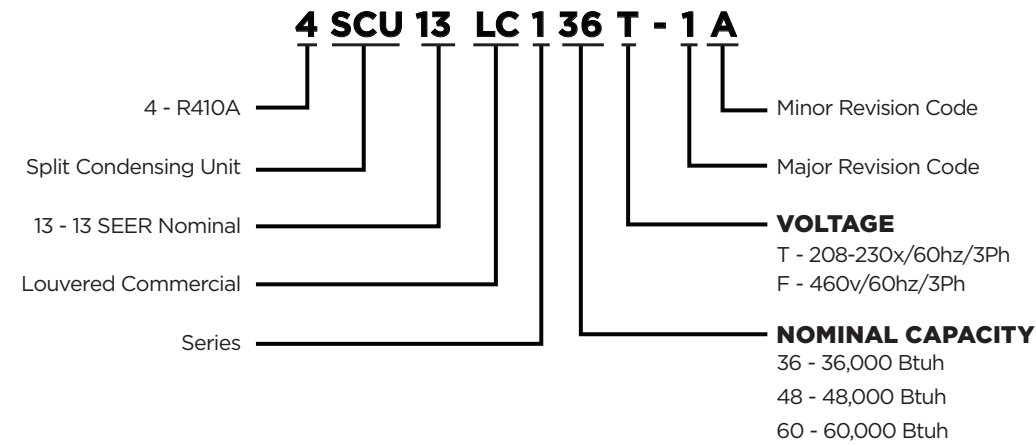 4 SCU 13 LC 1 36 T - 1 A
4 - R410A
Split Condensing Unit
13 - 13 SEER Nominal
Louvered Commercial
Series
Minor Revision Code
Major Revision Code
VOLTAGE
T - 208-230x/60hz/3Ph
F - 460v/60hz/3Ph
NOMINAL CAPACITY
36 - 36,000 Btuh
48 - 48,000 Btuh
60 - 60,000 Btuh